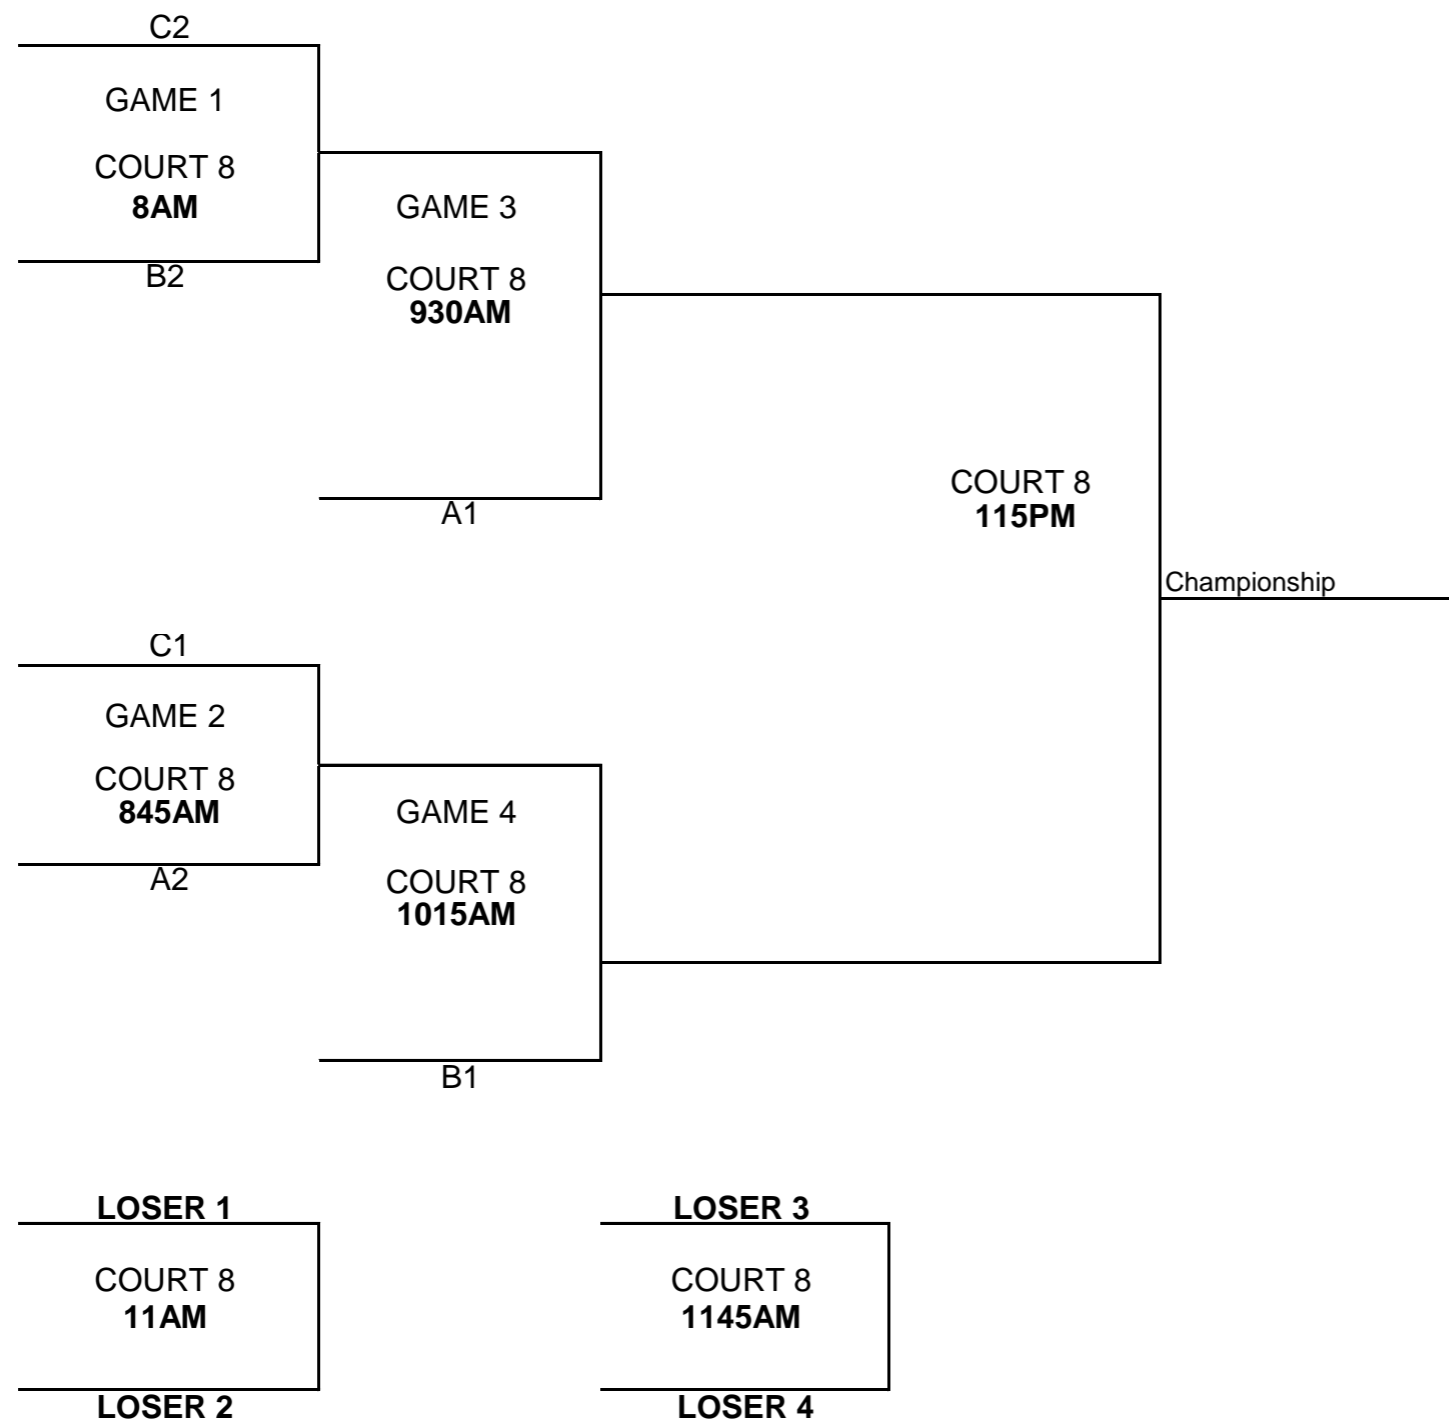 C2
GAME 1
COURT 8
8AM
B2
GAME 3
COURT 8
930AM
A1
COURT 8
115PM
Championship
C1
GAME 2
COURT 8
845AM
A2
GAME 4
COURT 8
1015AM
B1
LOSER 1
COURT 8
11AM
LOSER 2
LOSER 3
COURT 8
1145AM
LOSER 4